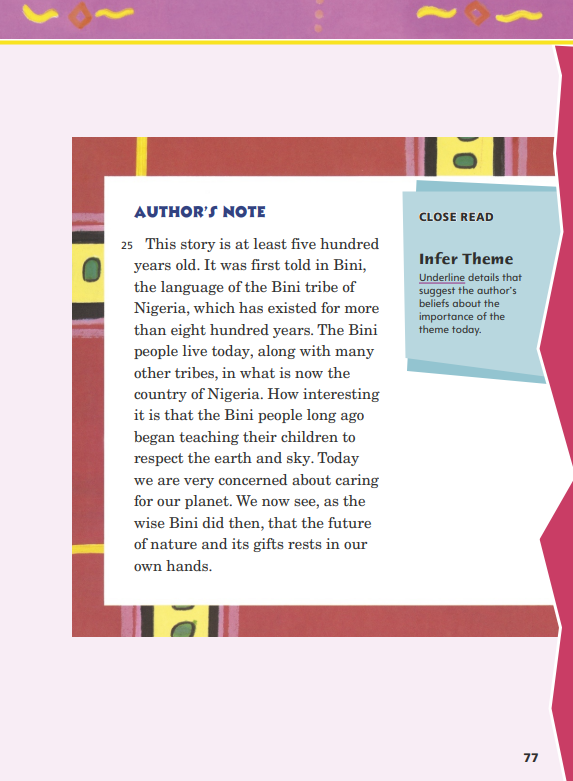 AUTHOR'S NOTE
25 This story is at least five hundred
years old. It was first told in Bini,
the language of the Bini tribe of
Nigeria, which has existed for more
than eight hundred years. The Bini
people live today, along with many
other tribes, in what is now the
country of Nigeria. How interesting
it is that the Bini people long ago
began teaching their children to
respect the earth and sky. Today
we are very concerned about caring
for our planet. We now see, as the
wise Bini did then, that the future
of nature and its gifts rests in our
own hands.
CLOSE READ
Infer Theme
Underline details that
suggest the author's
beliefs about the
importance of the
theme today.
77